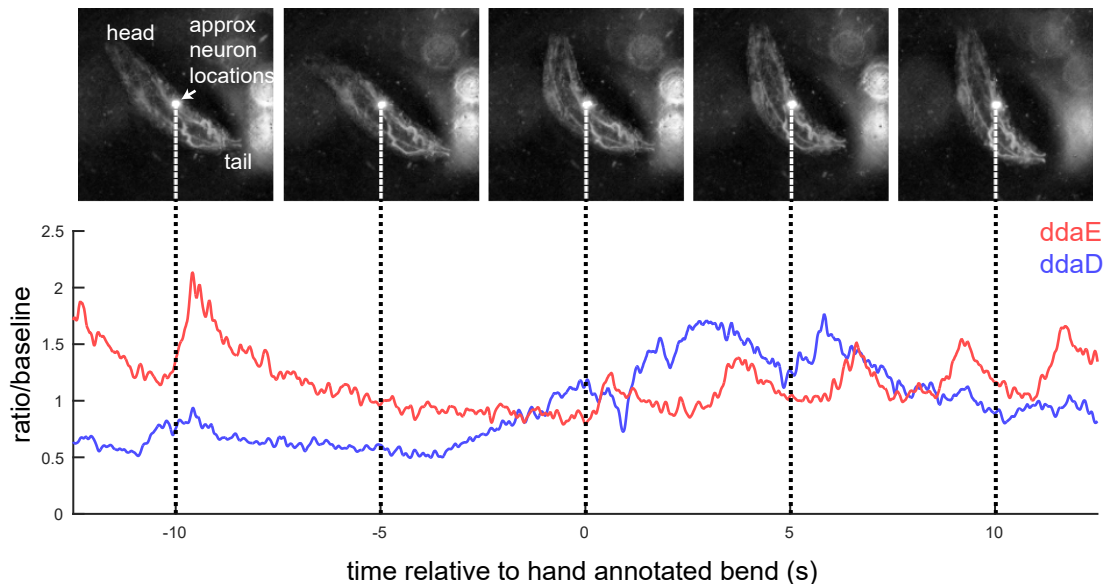 head
approx
neuron
locations
tail
ddaE
ddaD
2.5
2
1.5
1
0.5
0
ratio/baseline
-10
-5
0
5
10
time relative to hand annotated bend (s)